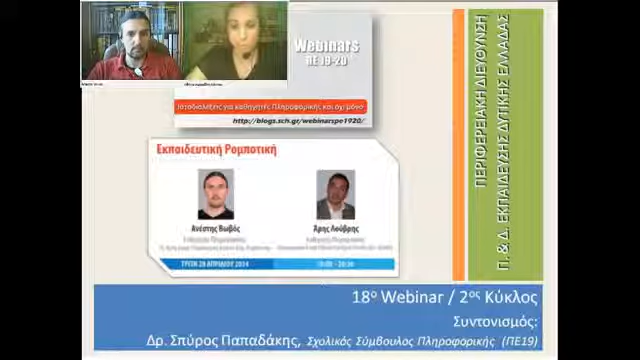 Webinars
ΠΕ 19-20
Ιστοδιαλέξεις για καθηγητές Πληροφορικής και όχι μόνο
http://blogs.sch.gr/webinarspe1920/
Εκπαιδευτική Ρομποτική
Ανέστης Βωβός
Άρης Λούβρης
ΤΡΙΤΗ 29 ΑΠΡΙΛΙΟΥ 2014
ΠΕΡΙΦΕΡΕΙΑΚΗ ΔΙΕΥΘΥΝΣΗ
Π. & Δ. ΕΚΠΑΙΔΕΥΣΗΣ ΔΥΤΙΚΗΣ ΕΛΛΑΔΑΣ
18ο Webinar / 2ος Κύκλος
Συντονισμός:
Δρ. Σπύρος Παπαδάκης, Σχολικός Σύμβουλος Πληροφορικής (ΠΕ19)